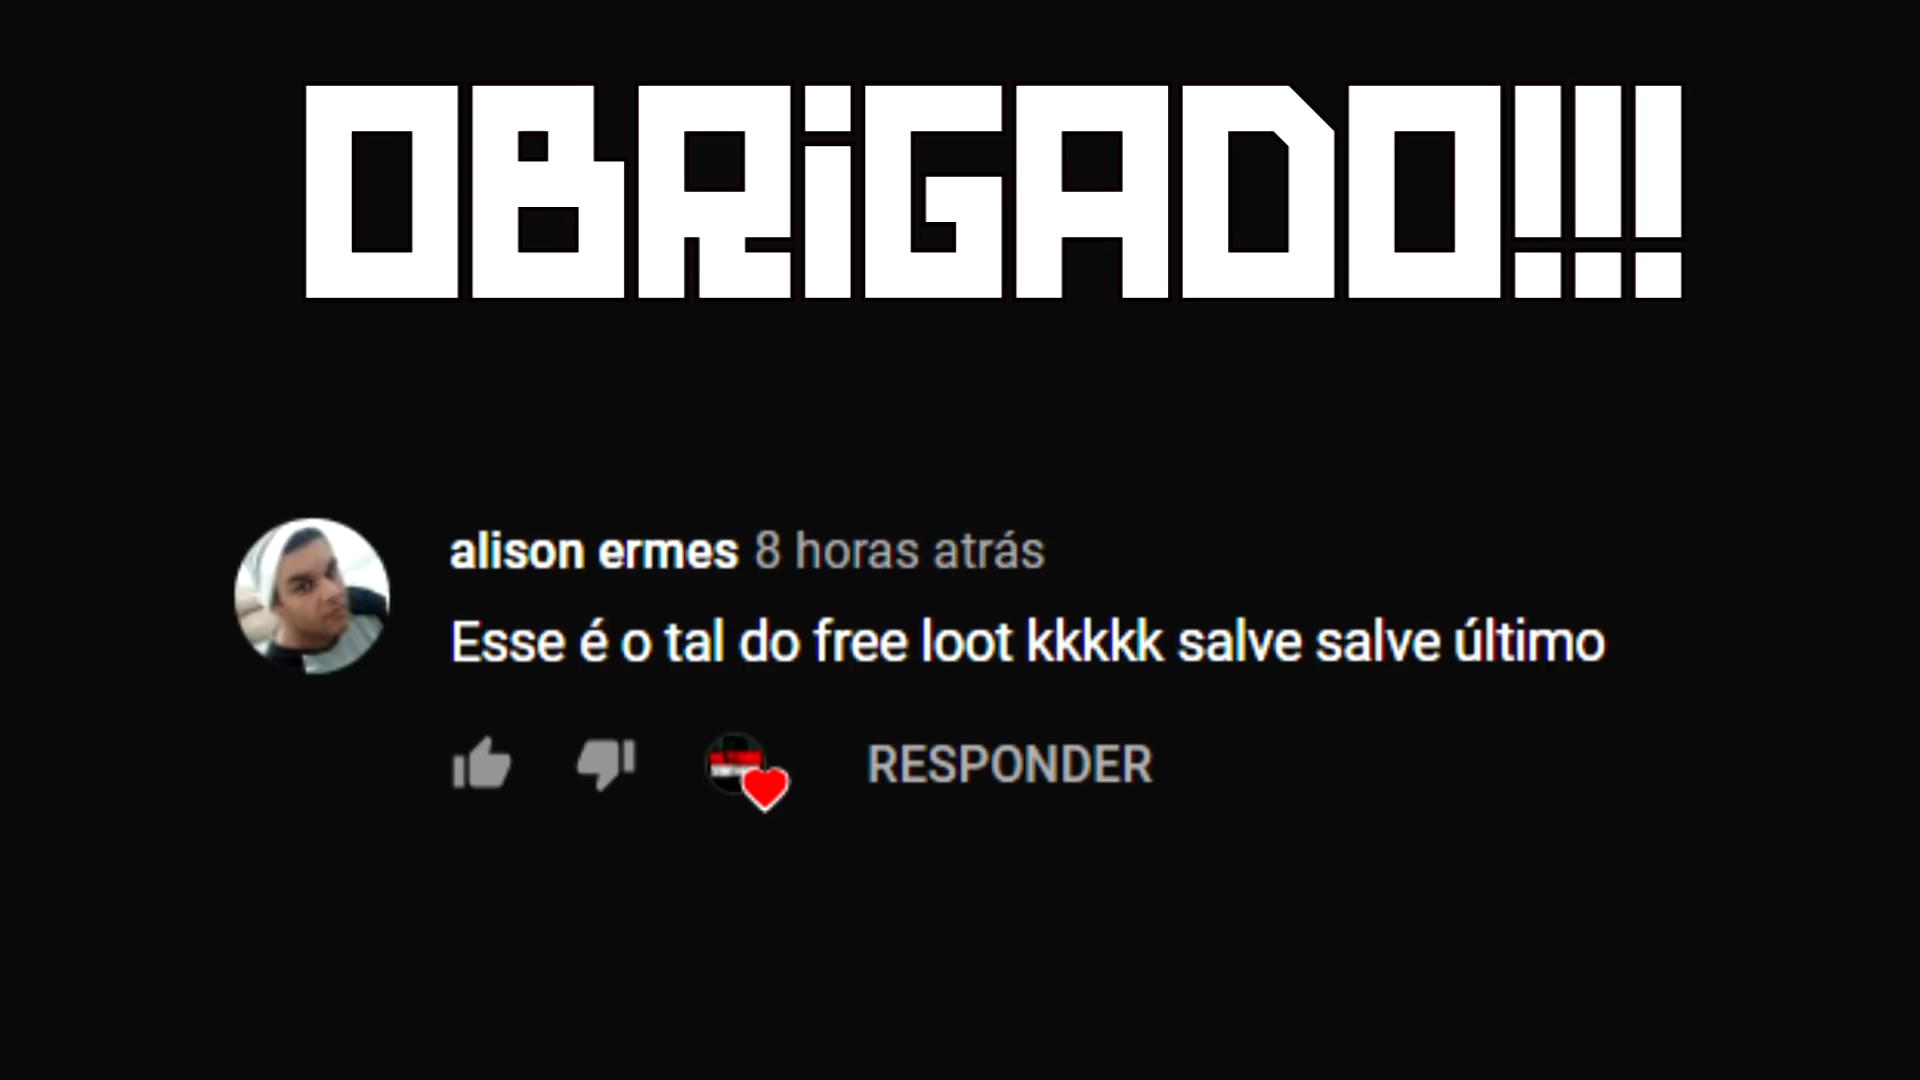 OBRiGADO!!!
alison ermes 8 horas atrás
Esse é o tal do free loot kkkkk salve salve último
RESPONDER